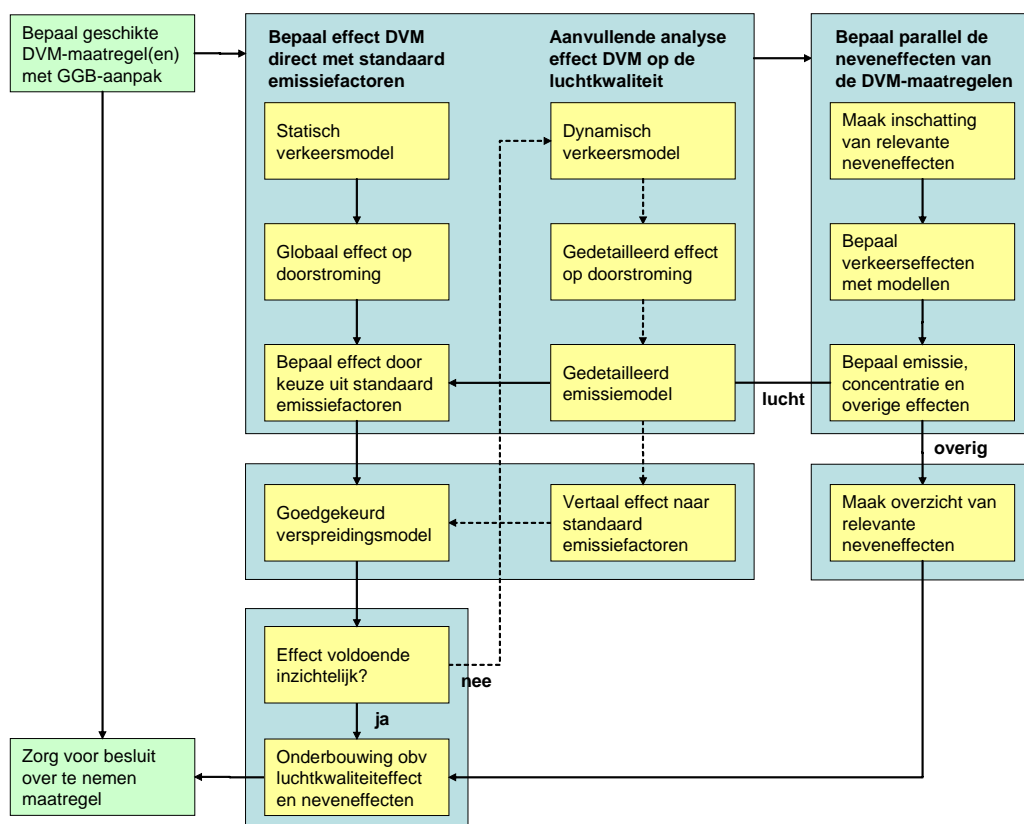 Bepaal geschikte
DVM-maatregel(en)
met GGB-aanpak
Bepaal effect DVM
direct met standaard
emissiefactoren
Aanvullende analyse
effect DVM op de
luchtkwaliteit
Bepaal parallel de
neveneffecten van
de DVM-maatregelen
Statisch
verkeersmodel
Dynamisch
verkeersmodel
Maak inschatting
van relevante
neveneffecten
Globaal effect op
doorstroming
Gedetailleerd effect
op doorstroming
Bepaal
verkeerseffecten
met modellen
Bepaal effect door
keuze uit standaard
emissiefactoren
Gedetailleerd
emissiemodel
lucht
Bepaal emissie,
concentratie en
overige effecten
overig
Goedgekeurd
verspreidingsmodel
Vertaal effect naar
standaard
emissiefactoren
Maak overzicht van
relevante
neveneffecten
Effect voldoende
inzichtelijk?
nee
ja
Zorg voor besluit
over te nemen
maatregel
Onderbouwing obv
luchtkwaliteiteffect
en neveneffecten